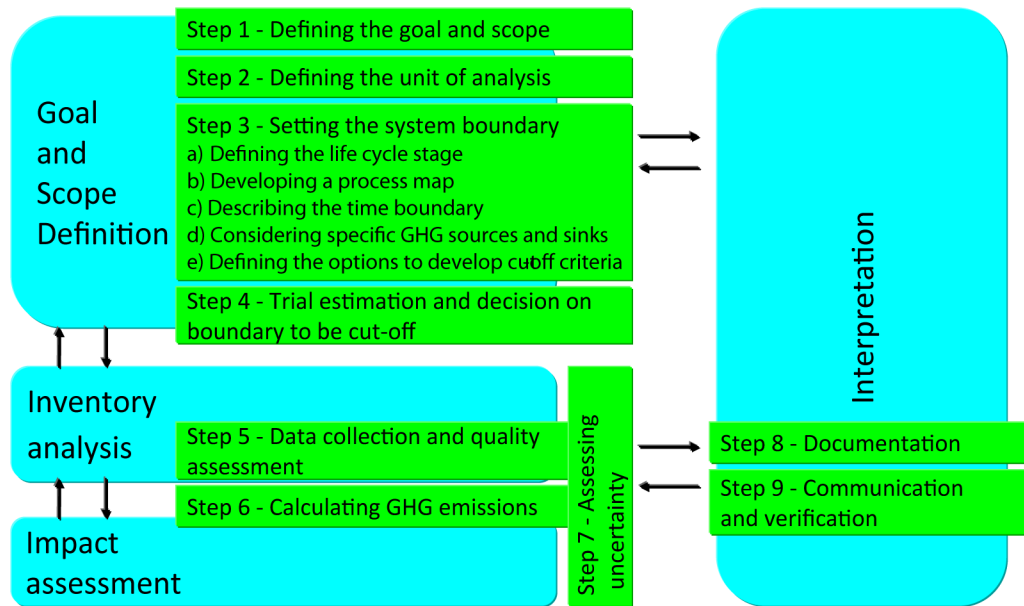 Goal
and
Scope
Definition
Step 1 - Defining the goal and scope
Step 2 - Defining the unit of analysis
Step 3 - Setting the system boundary
a) Defining the life cycle stage
b) Developing a process map
c) Describing the time boundary
d) Considering specific GHG sources and sinks
e) Defining the options to develop cut-off criteria
Step 4 - Trial estimation and decision on
boundary to be cut-off
Inventory
analysis
Step 5 - Data collection and quality
assessment
Step 6 - Calculating GHG emissions
Impact
assessment
Step 7 - Assessing
uncertainty
Interpretation
Step 8 - Documentation
Step 9 - Communication
and verification